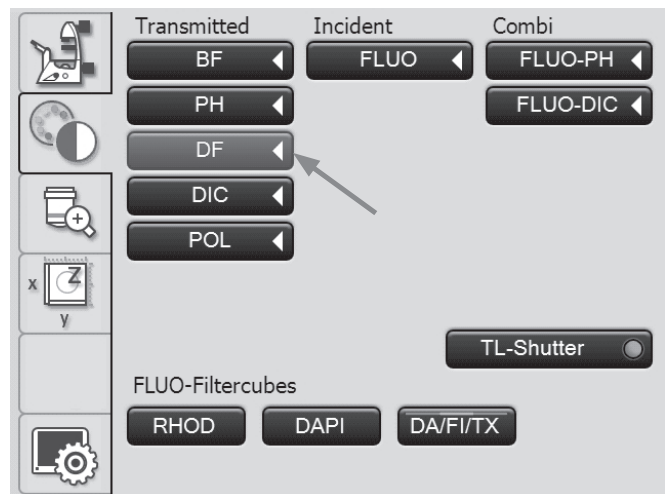 Transmitted Incident Combi
BF FLUO FLUO-PH
PH FLUO-DIC
DF
DIC
POL
x Z
y
TL-Shutter
FLUO-Filtercubes
RHOD DAPI DA/FI/TX